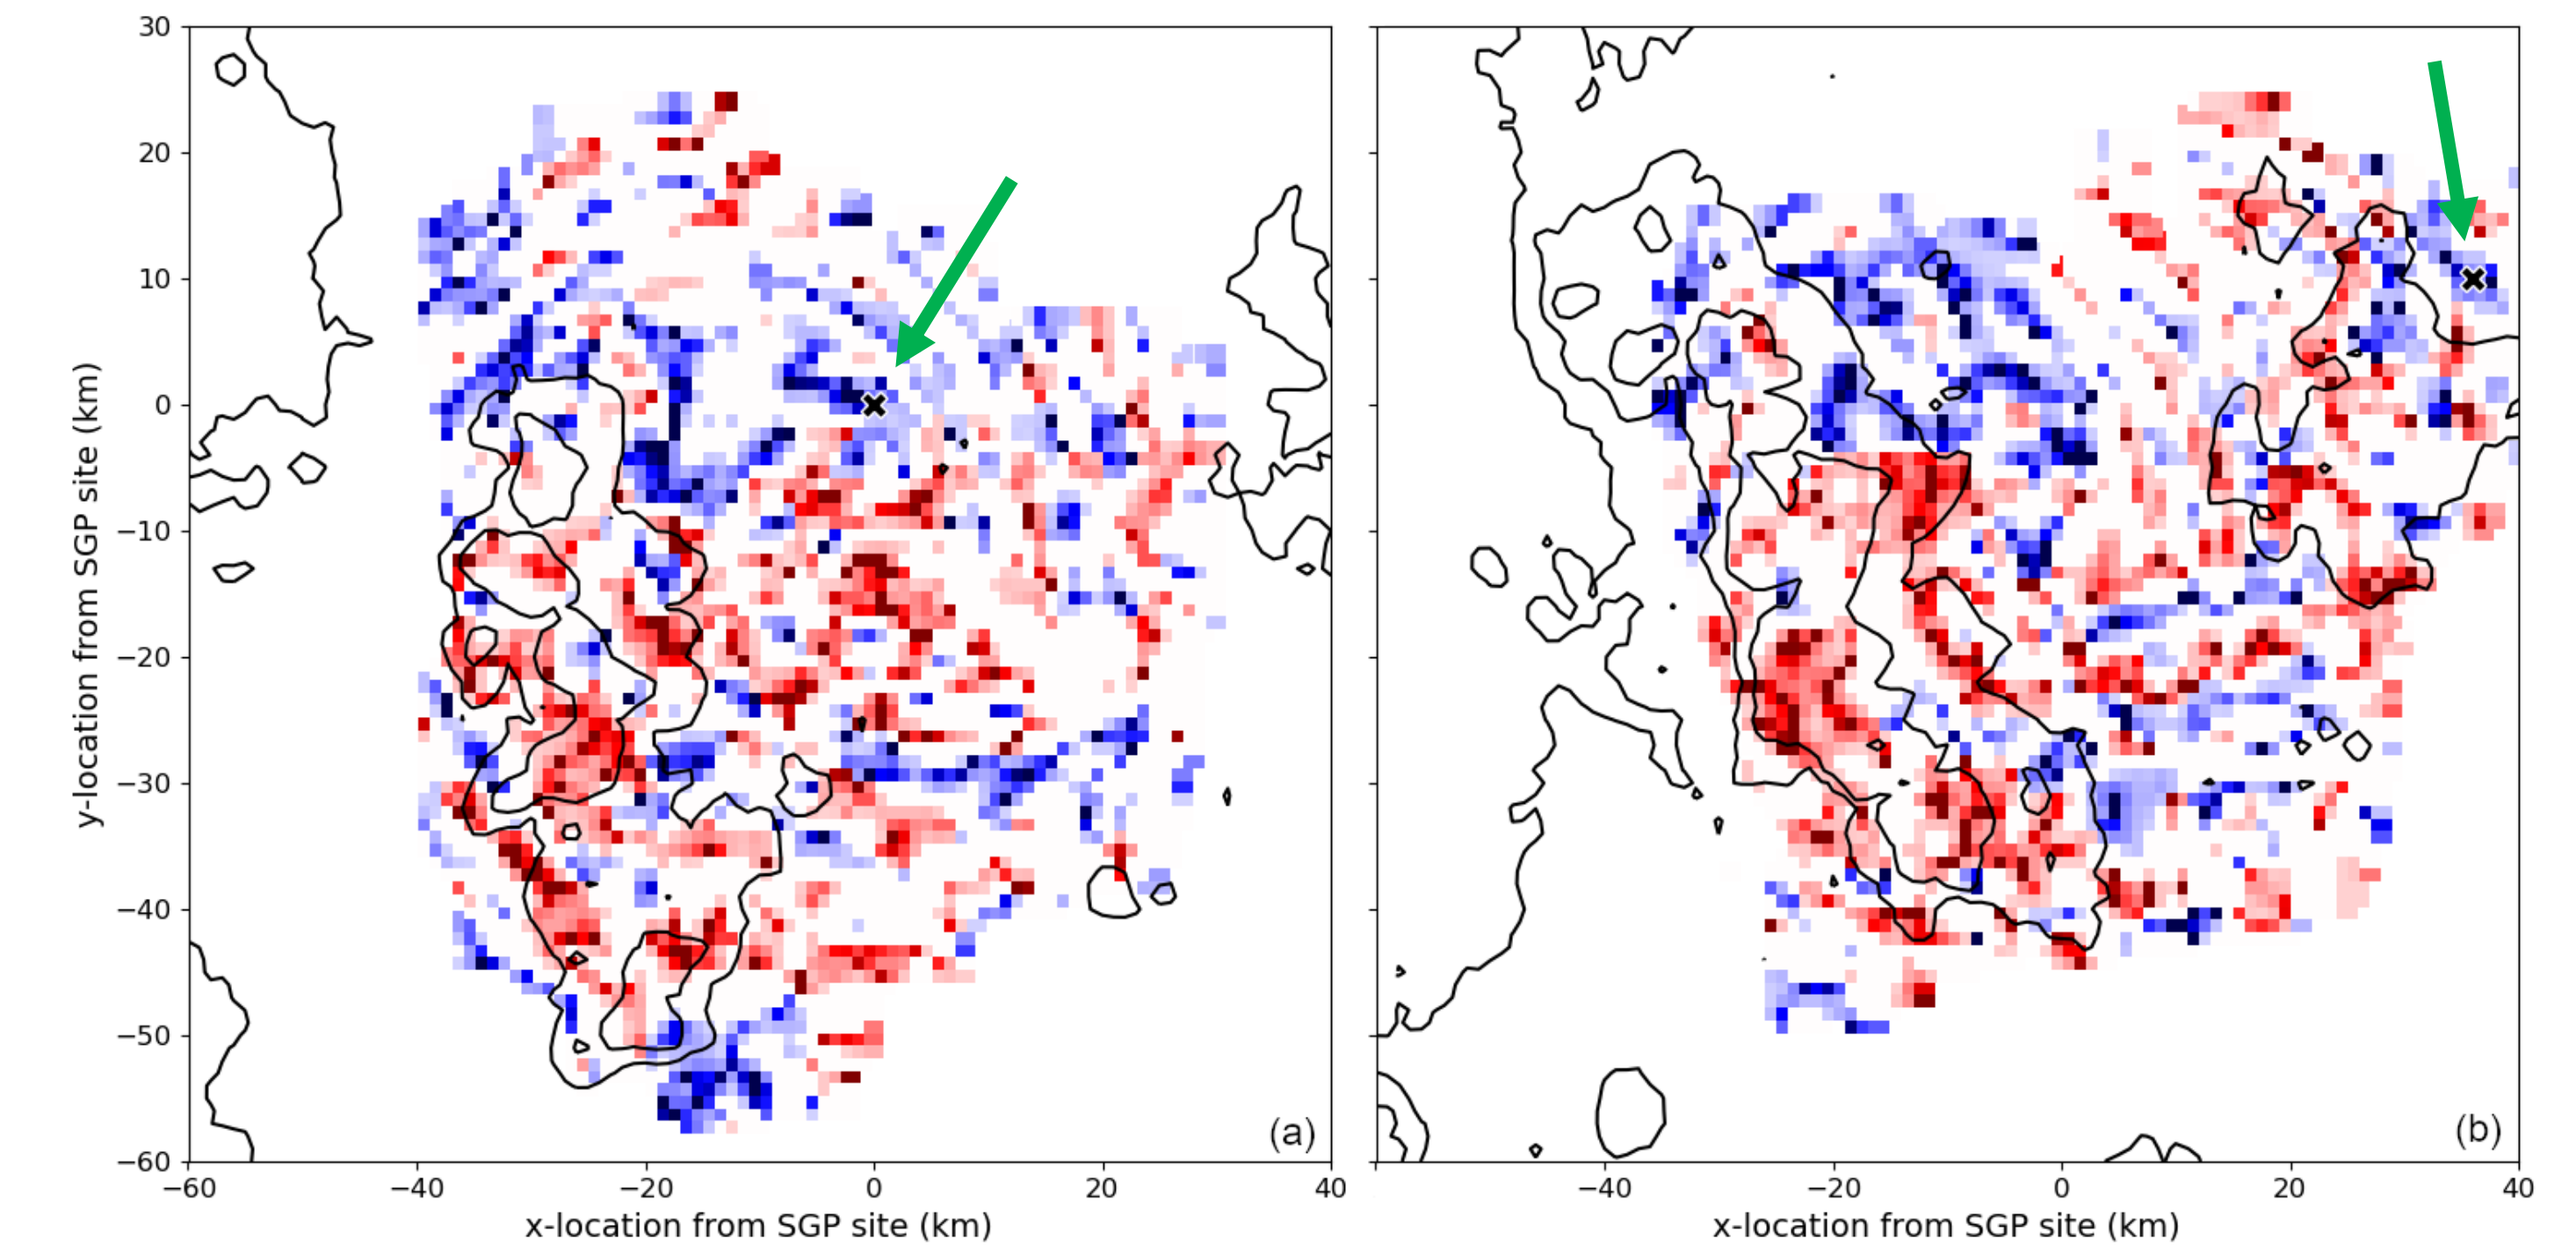 30
20
10
0
−10
−20
−30
−40
−50
−60
y-location from SGP site (km)
(a)
(b)
−60 −40 −20 0 20 40
−40 −20 0 20 40
x-location from SGP site (km)
x-location from SGP site (km)